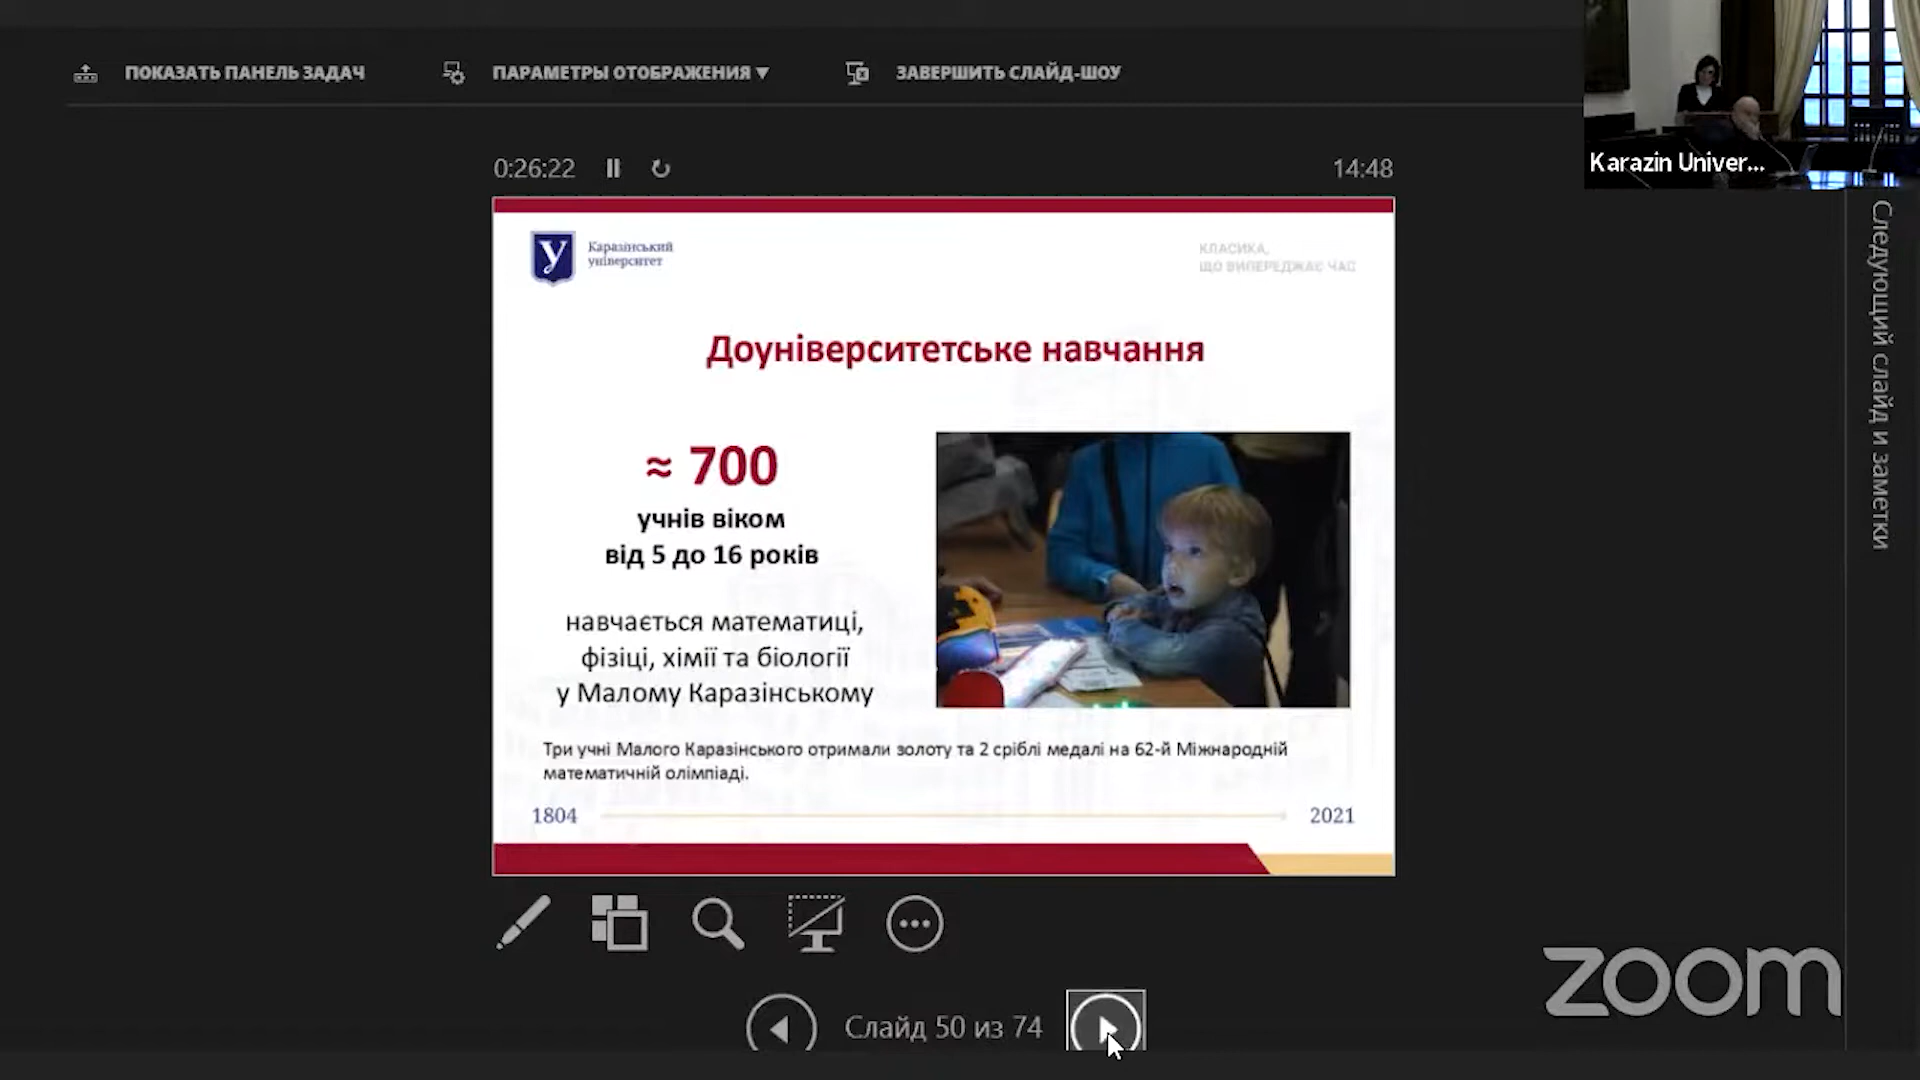 ПОКАЗАТЬ ПАНЕЛЬ ЗАДАЧ
ПАРАМЕТРЫ ОТОБРАЖЕНИЯ ▼
ЗАВЕРШИТЬ СЛАЙД-ШОУ
Karazin Univer...
0:26:22
14:48
Каразінський
університет
КЛАСИКА,
ЩО ВИПЕРЕДЖАЄ ЧАС
Доуніверситетське навчання
≈ 700
учнів віком
від 5 до 16 років
навчається математиці,
фізиці, хімії та біології
у Малому Каразінському
Три учні Малого Каразінського отримали золоту та 2 сріблі медалі на 62-й Міжнародній
математичній олімпіаді.
1804
2021
Слайд 50 из 74
Следующий слайд и заметки
zoom